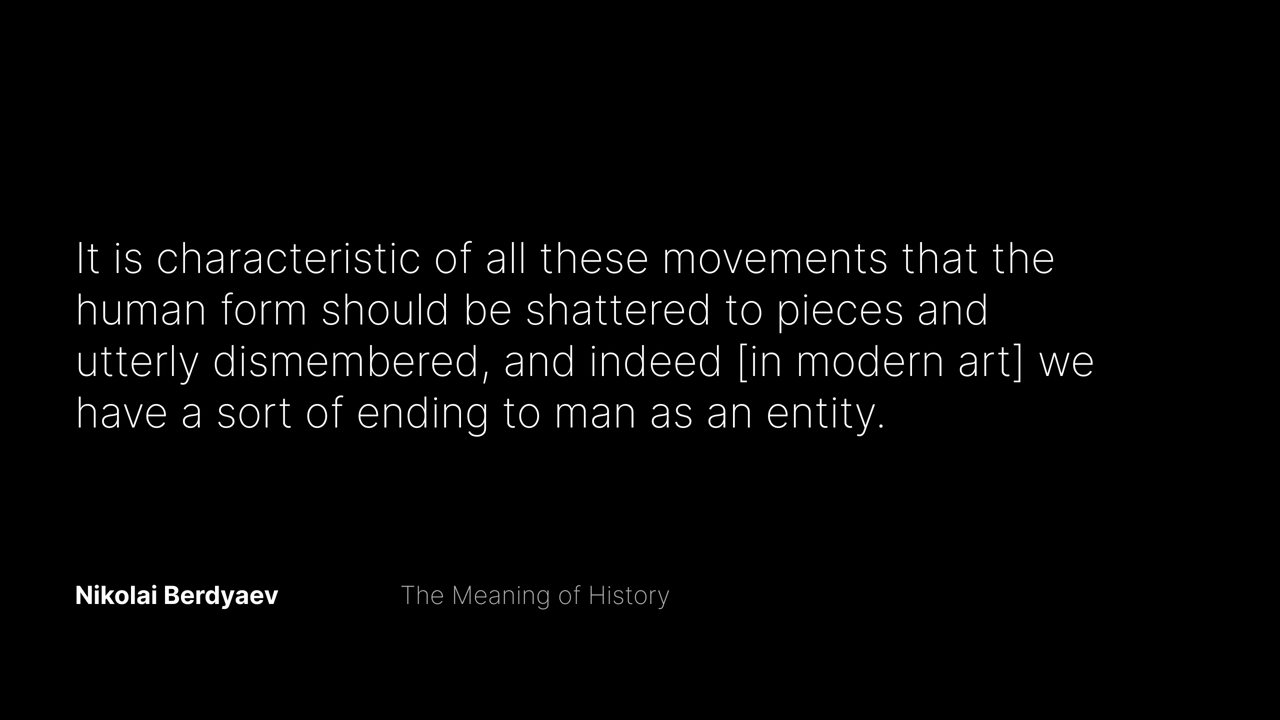 It is characteristic of all these movements that the
human form should be shattered to pieces and
utterly dismembered, and indeed [in modern art] we
have a sort of ending to man as an entity.
Nikolai Berdyaev The Meaning of History